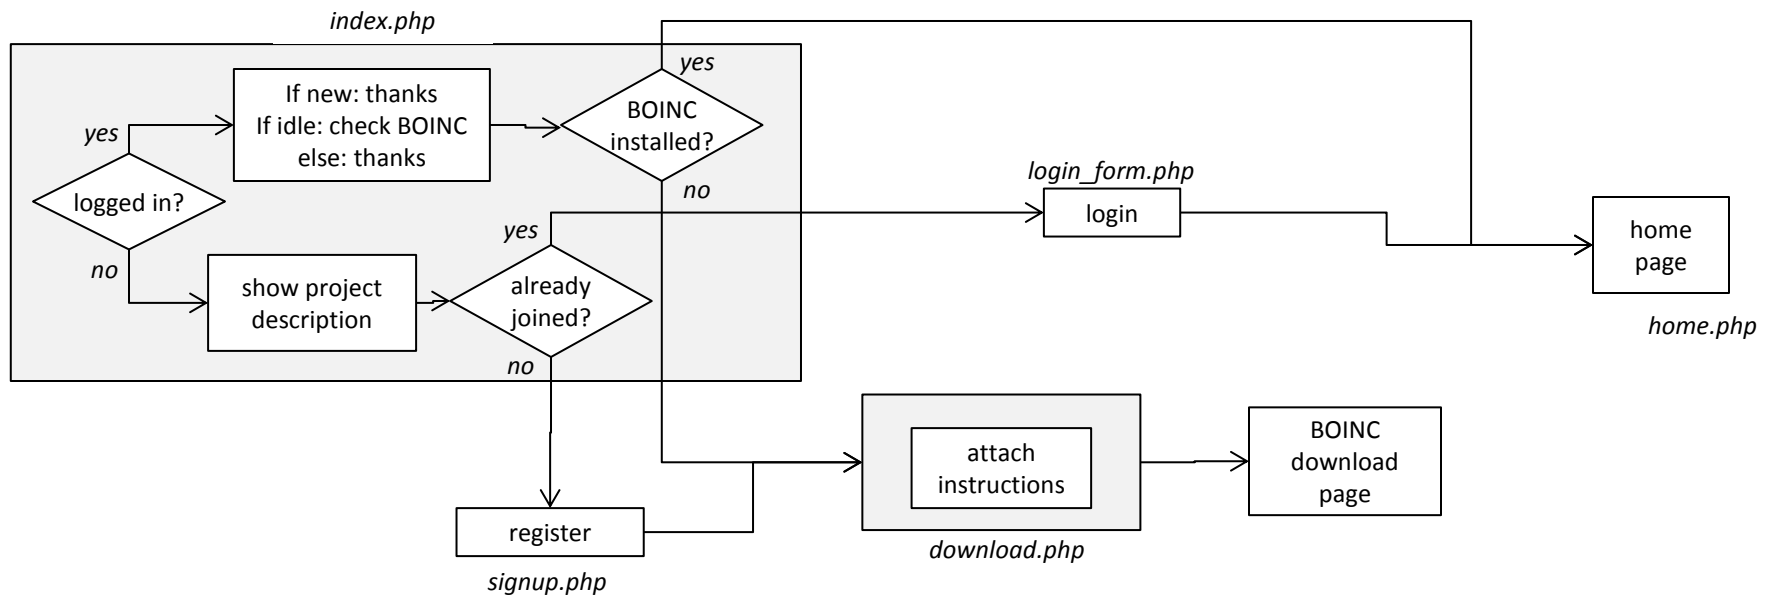 index.php
yes
If new: thanks
If idle: check BOINC
else: thanks
BOINC
installed?
yes
logged in?
no
login_form.php
login
home
page
home.php
no
show project
description
yes
already
joined?
no
attach
instructions
download.php
BOINC
download
page
register
signup.php